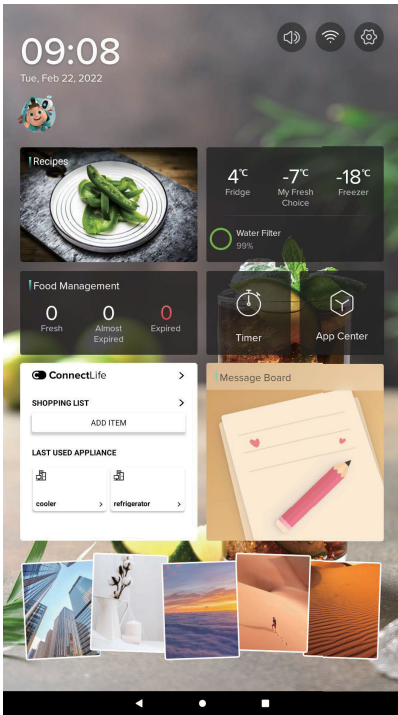 09:08
Tue, Feb 22, 2022
Recipes
4°C
-7°C
-18°C
Fridge
My Fresh
Choice
Freezer
Water Filter
99%
Food Management
0
0
0
Fresh
Almost
Expired
Expired
Timer
App Center
ConnectLife
SHOPPING LIST
ADD ITEM
LAST USED APPLIANCE
cooler
refrigerator
Message Board